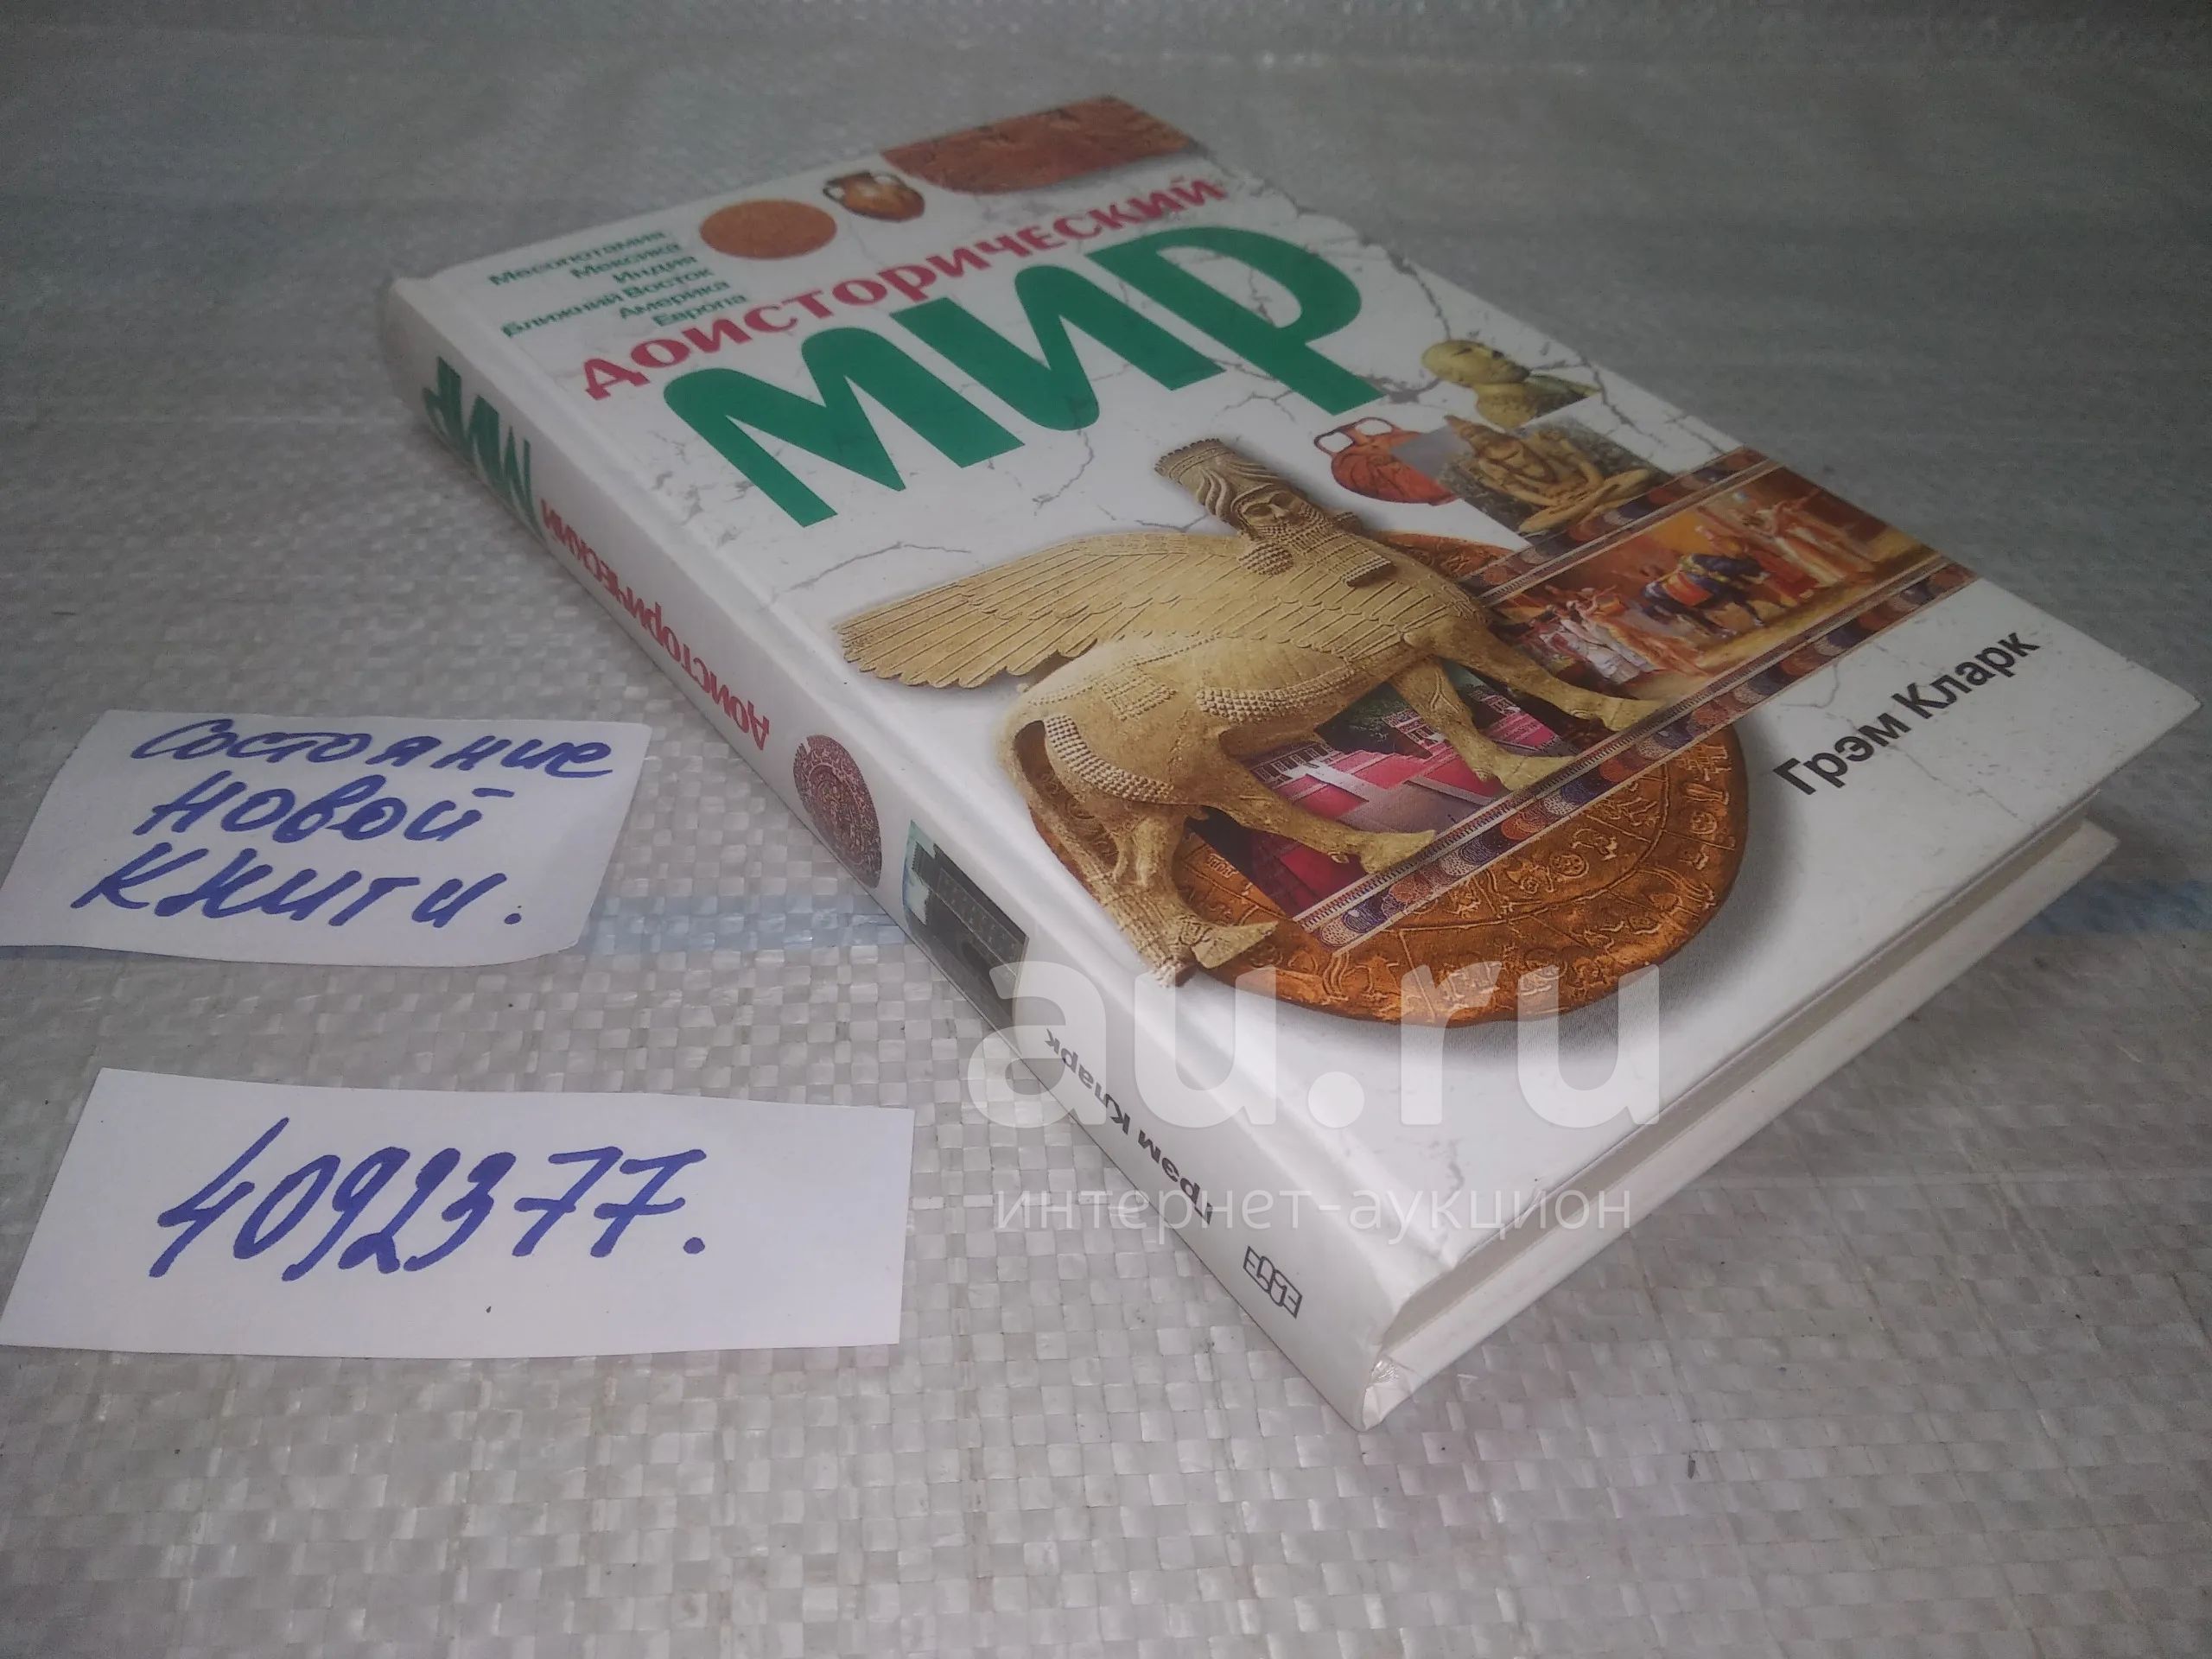 Месопотамия
Мексика
Индия
Ближний Восток
Америка
Европа
доисторический
мир
Грэм Кларк
мир
доисторический
Грэм Кларк
Состояние
новой
книги.
4092377.
au.ru
интернет-аукцион